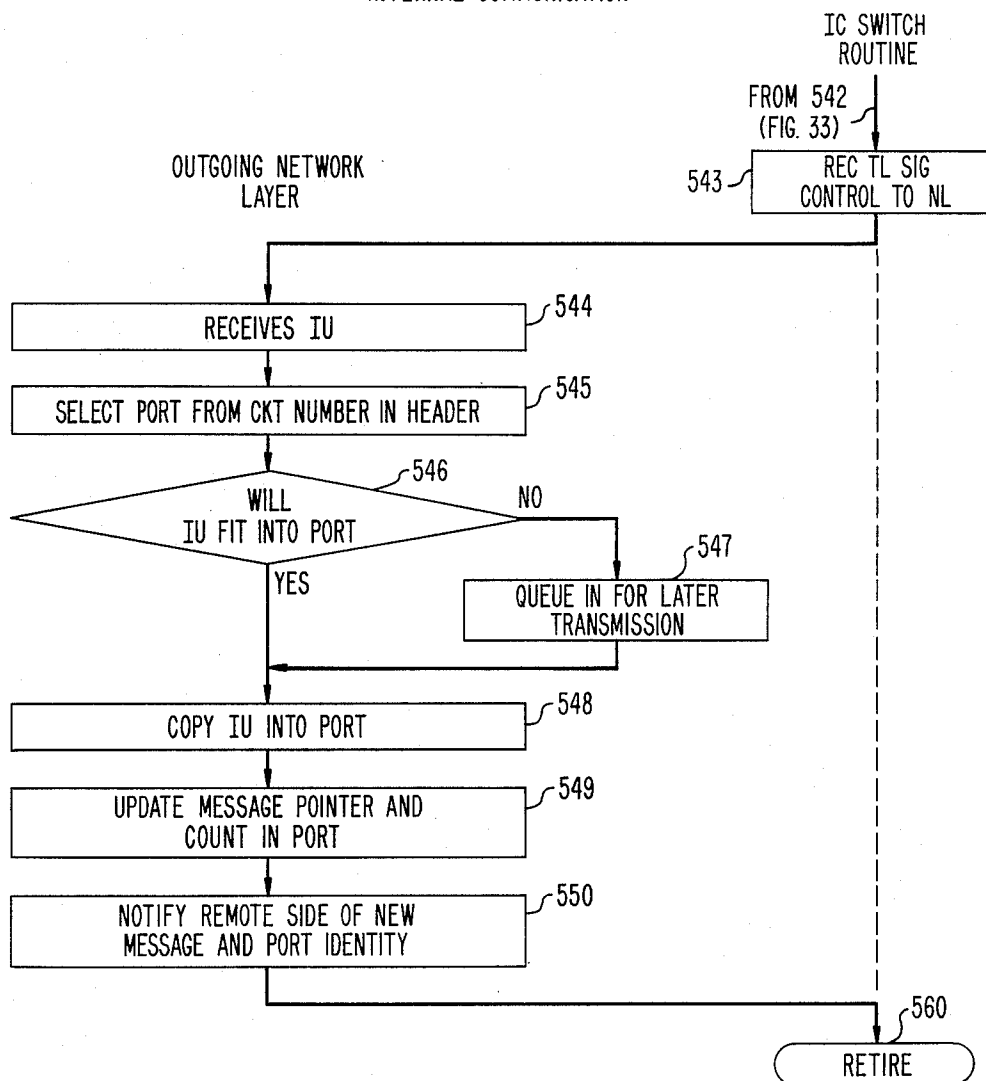 IC SWITCH
ROUTINE
FROM 542
(FIG. 33)
543
REC TL SIG
CONTROL TO NL
OUTGOING NETWORK
LAYER
544
RECEIVES IU
545
SELECT PORT FROM CKT NUMBER IN HEADER
546
WILL
IU FIT INTO PORT
NO
YES
547
QUEUE IN FOR LATER
TRANSMISSION
548
COPY IU INTO PORT
549
UPDATE MESSAGE POINTER AND
COUNT IN PORT
550
NOTIFY REMOTE SIDE OF NEW
MESSAGE AND PORT IDENTITY
560
RETIRE